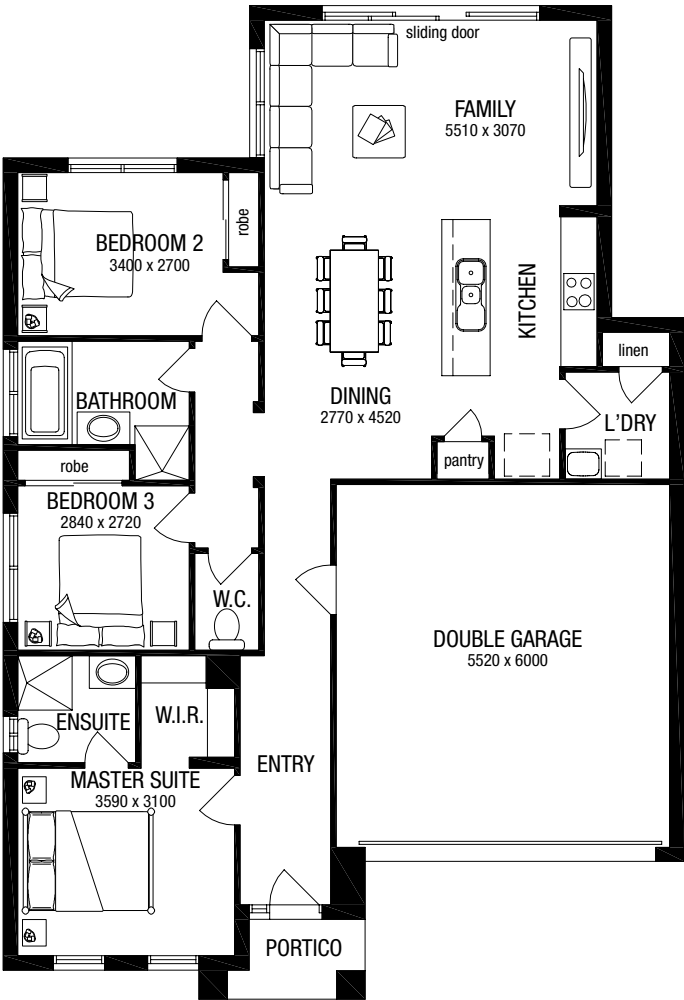 sliding door
FAMILY
5510 x 3070
robe
BEDROOM 2
3400 x 2700
KITCHEN
linen
BATHROOM
DINING
2770 x 4520
L'DRY
pantry
robe
BEDROOM 3
2840 x 2720
W.C.
DOUBLE GARAGE
5520 x 6000
ENSUITE
W.I.R.
ENTRY
MASTER SUITE
3590 x 3100
PORTICO